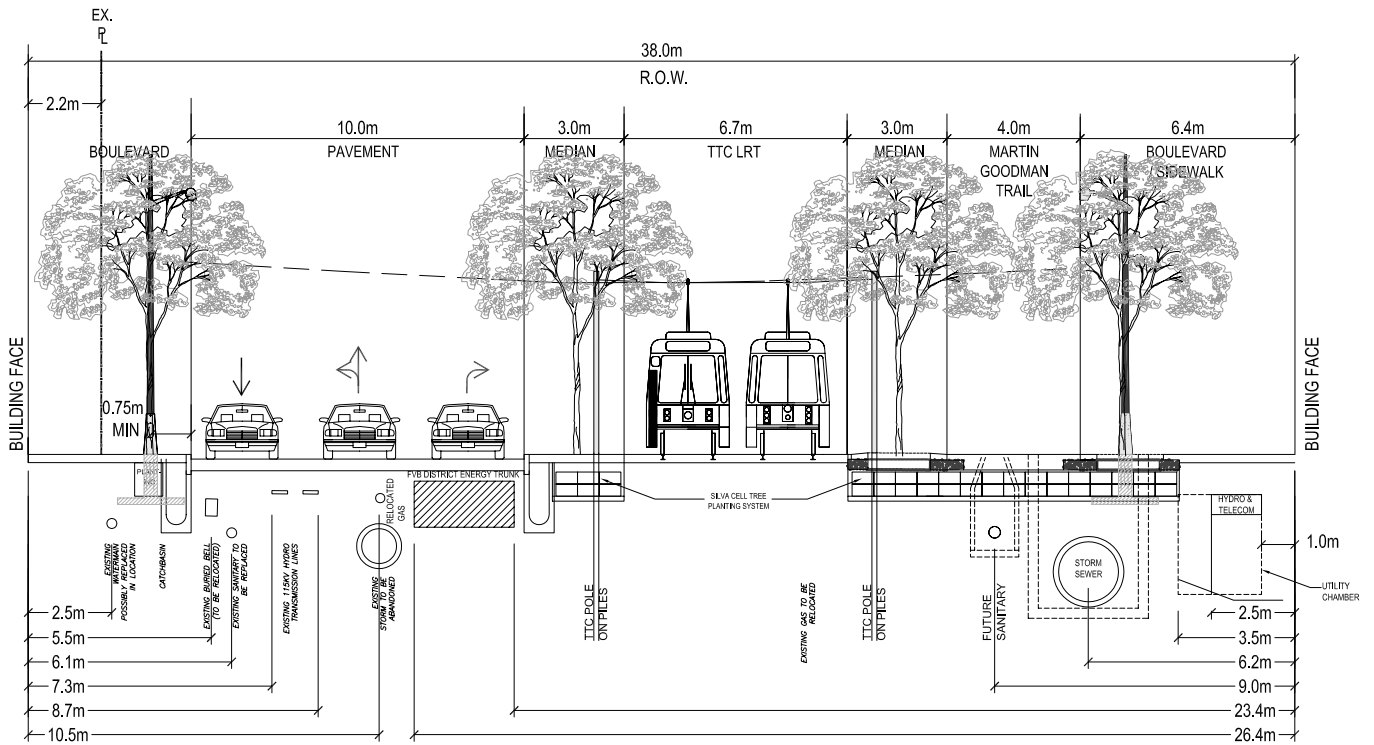 EX.
PL
38.0m
R.O.W.
2.2m
10.0m
3.0m
6.7m
3.0m
4.0m
6.4m
BOULEVARD
PAVEMENT
MEDIAN
TTC LRT
MEDIAN
MARTIN
GOODMAN
TRAIL
BOULEVARD
/ SIDEWALK
BUILDING FACE
BUILDING FACE
0.75m
MIN
FVB DISTRICT ENERGY TRUNK
RELOCATED
GAS
SILVA CELL TREE
PLANTING SYSTEM
HYDRO &
TELECOM
1.0m
STORM
SEWER
UTILITY
CHAMBER
EXISTING
WATERMAIN
POSSIBLY REPLACED
IN LOCATION
CATCHBASIN
EXISTING BURIED BELL
(TO BE RELOCATED)
EXISTING SANITARY TO
BE REPLACED
EXISTING 115KV HYDRO
TRANSMISSION LINES
EXISTING
STORM TO BE
ABANDONED
TTC POLE
ON PILES
EXISTING GAS TO BE
RELOCATED
TTC POLE
ON PILES
FUTURE
SANITARY
2.5m
2.5m
5.5m
3.5m
6.1m
6.2m
7.3m
9.0m
8.7m
23.4m
10.5m
26.4m